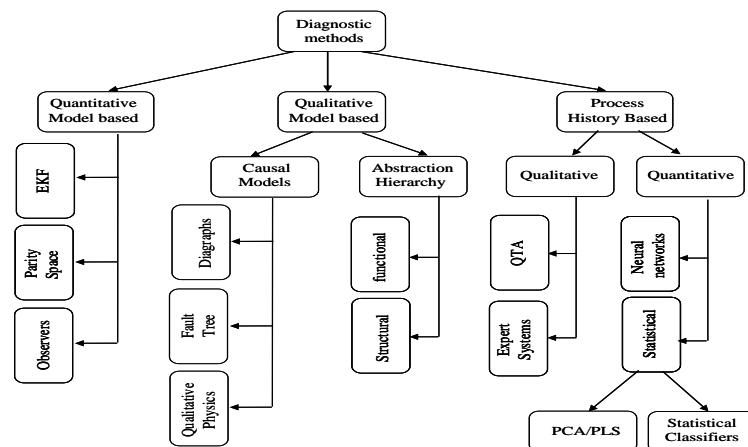 Diagnostic
methods
Quantitative
Model based
Qualitative
Model based
Process
History Based
EKF
Parity
Space
Observers
Causal
Models
Abstraction
Hierarchy
Diagraphs
Fault
Tree
Qualitative
Physics
functional
Structural
Qualitative
Quantitative
QTA
Expert
Systems
Neural
networks
Statistical
PCA/PLS
Statistical
Classifiers